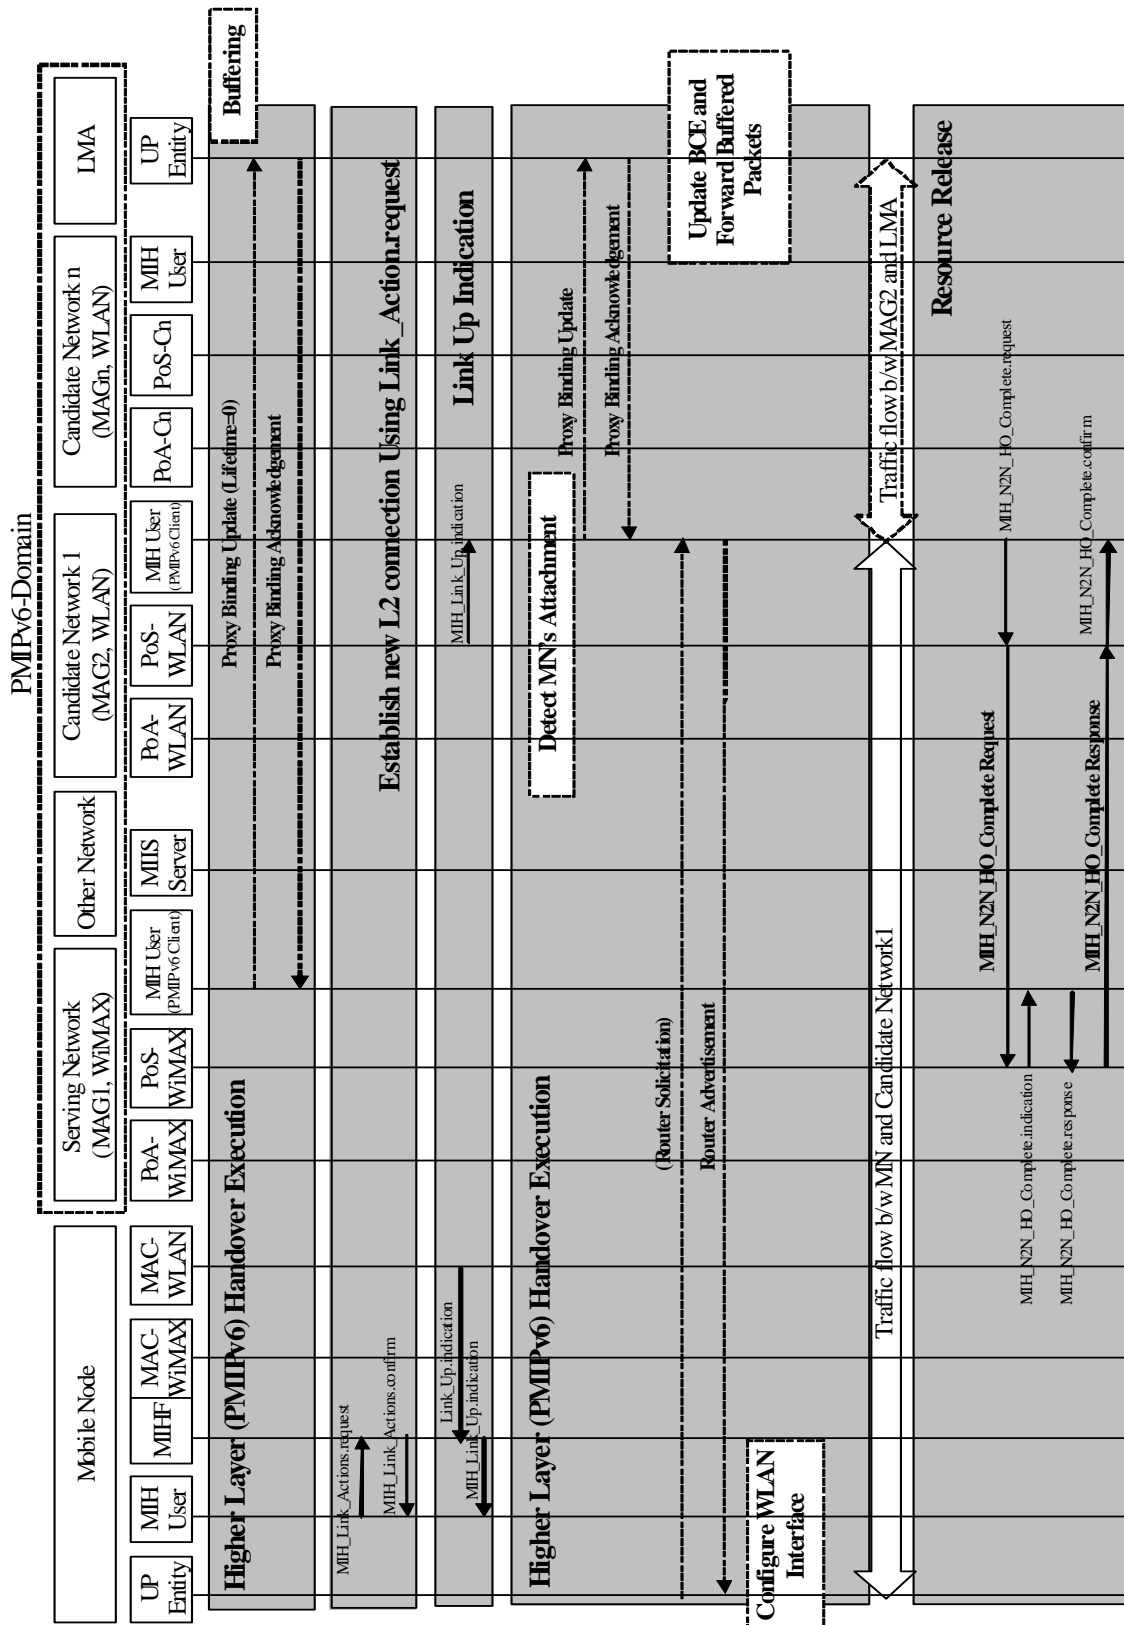 PMIPv6-Domain
Mobile Node
Serving Network
(MAG1, WiMAX)
Other Network
Candidate Network 1
(MAG2, WLAN)
Candidate Network n
(MAGn, WLAN)
LMA
UP
Entity
MIH
User
MIHF
MAC-
WiMAX
MAC-
WLAN
PoA-
WiMAX
PoS-
WiMAX
MIH User
(PMIPv6 Client)
MIIS
Server
PoA-
WLAN
PoS-
WLAN
MIH User
(PMIPv6 Client)
PoA-Cn
PoS-Cn
MIH
User
UP
Entity
Higher Layer (PMIPv6) Handover Execution
Proxy Binding Update (Lifetime=0)
Proxy Binding Acknowledgement
Buffering
MIH_Link_Actions.request
MIH_Link_Actions.confirm
Establish new L2 connection Using Link_Action.request
Link_Up.indication
MIH_Link_Up.indication
MIH_Link_Up.indication
Link Up Indication
Higher Layer (PMIPv6) Handover Execution
Detect MN's Attachment
Proxy Binding Update
Proxy Binding Acknowledgement
(Router Solicitation)
Router Advertisement
Update BCE and
Forward Buffered
Packets
Configure WLAN
Interface
Traffic flow b/w MN and Candidate Network1
Traffic flow b/w MAG2 and LMA
Resource Release
MIH_N2N_HO_Complete.request
MIH_N2N_HO_Complete Request
MIH_N2N_HO_Complete.indication
MIH_N2N_HO_Complete.response
MIH_N2N_HO_Complete Response
MIH_N2N_HO_Complete.confirm